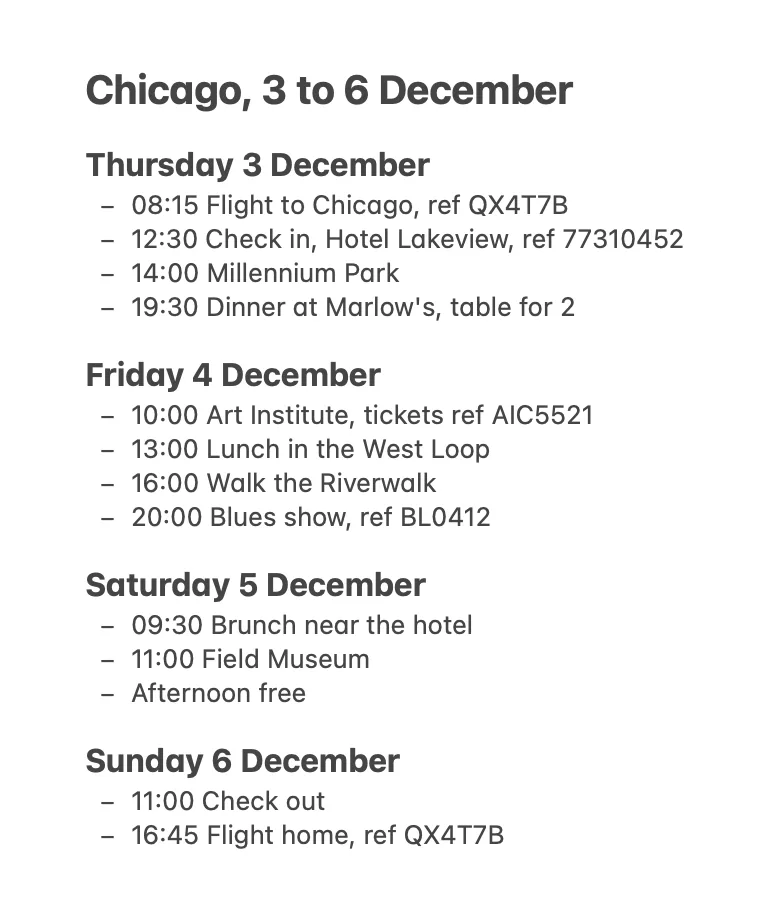 Chicago, 3 to 6 December
Thursday 3 December
– 08:15 Flight to Chicago, ref QX4T7B
– 12:30 Check in, Hotel Lakeview, ref 77310452
– 14:00 Millennium Park
– 19:30 Dinner at Marlow's, table for 2
Friday 4 December
– 10:00 Art Institute, tickets ref AIC5521
– 13:00 Lunch in the West Loop
– 16:00 Walk the Riverwalk
– 20:00 Blues show, ref BL0412
Saturday 5 December
– 09:30 Brunch near the hotel
– 11:00 Field Museum
– Afternoon free
Sunday 6 December
– 11:00 Check out
– 16:45 Flight home, ref QX4T7B